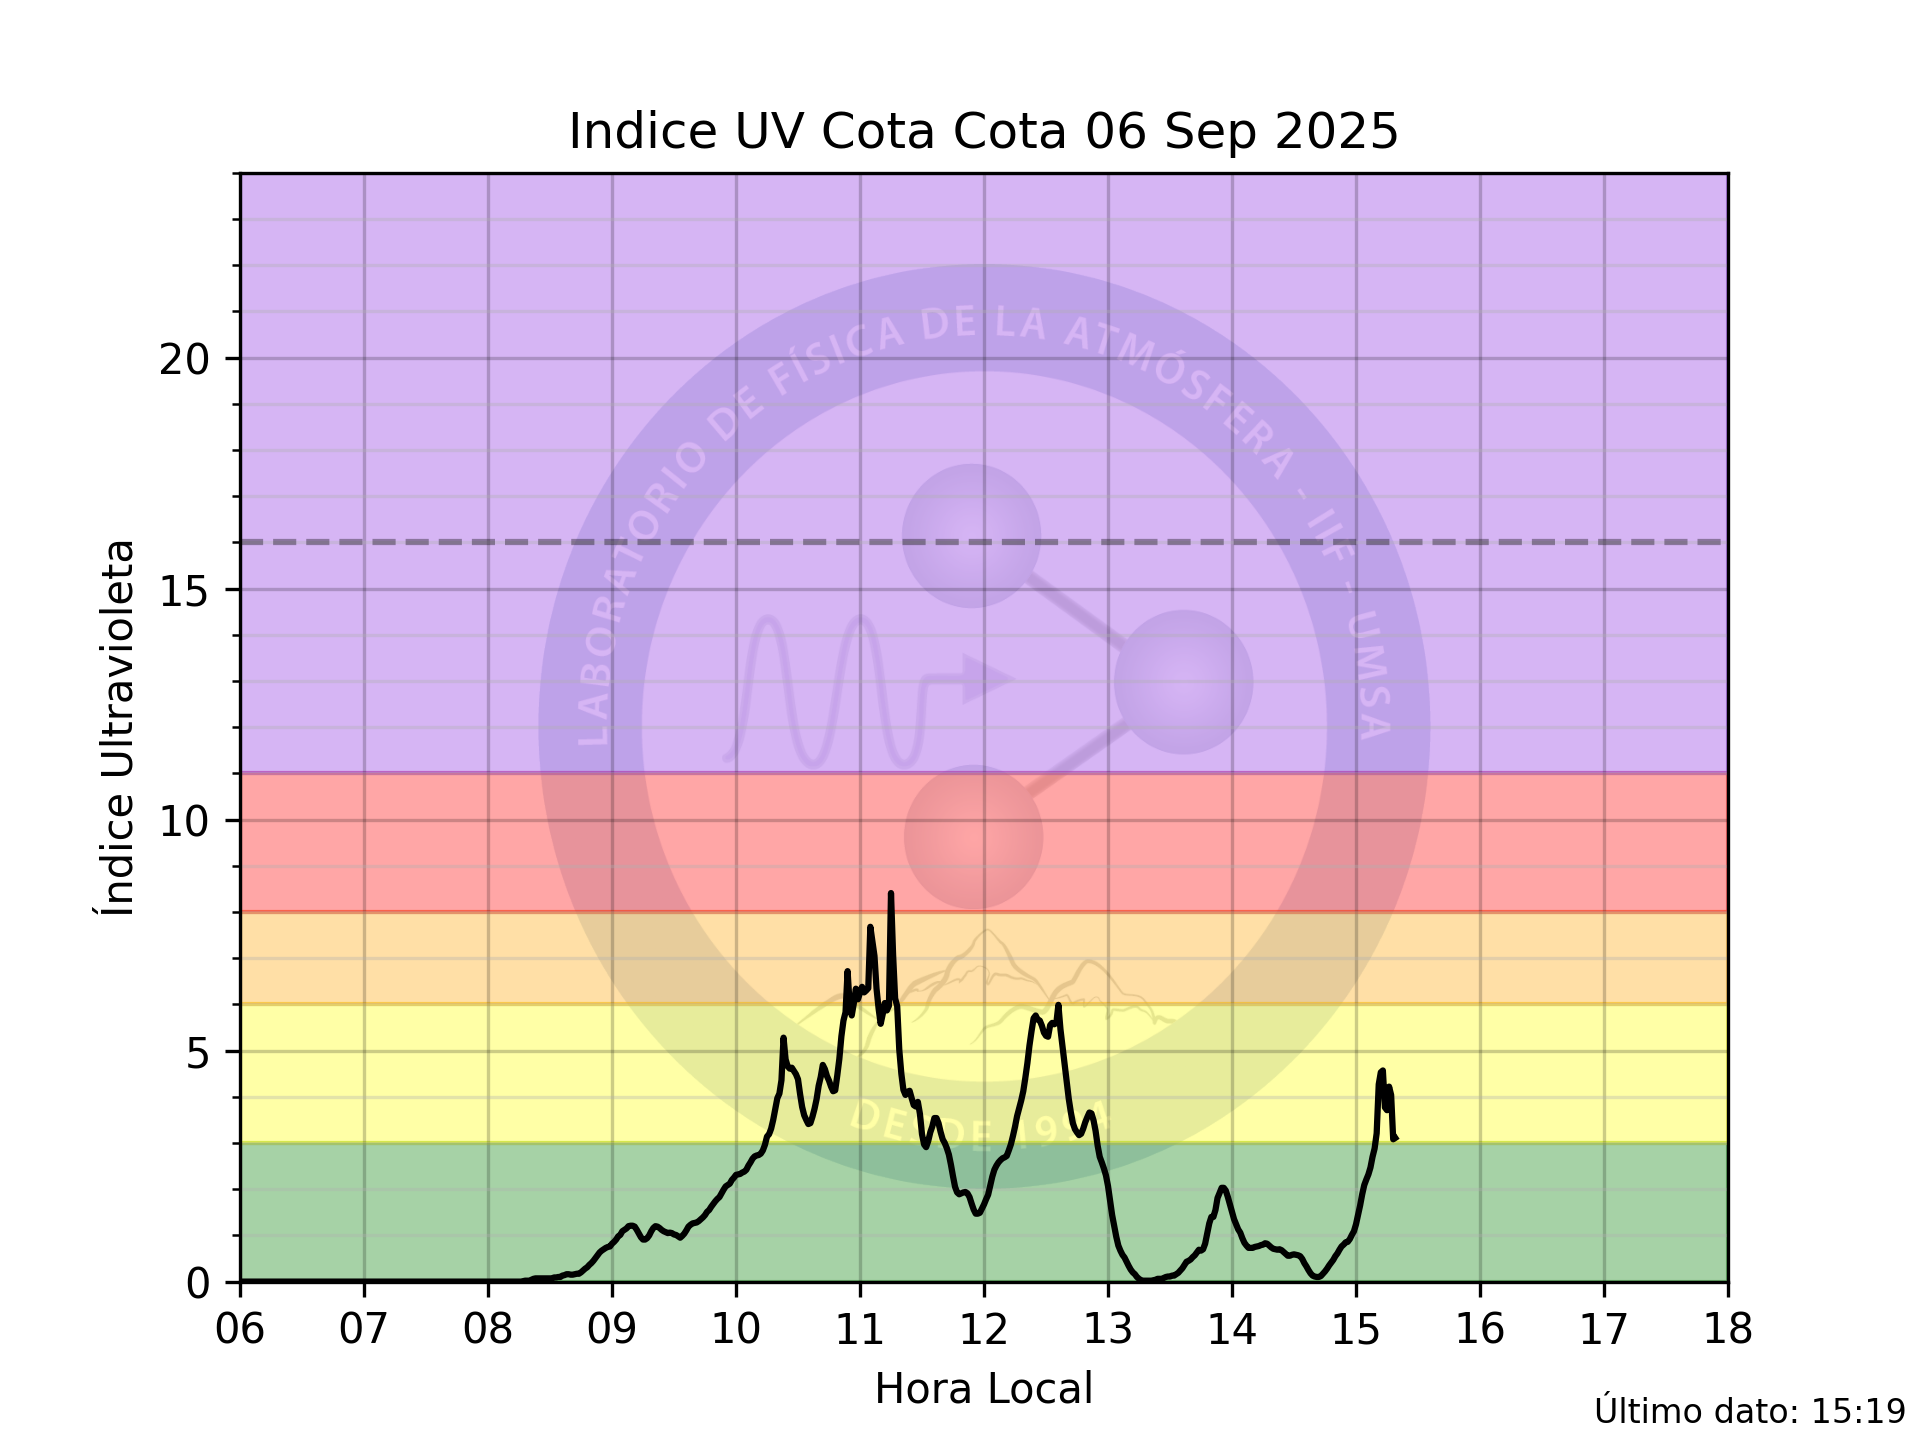 Indice UV Cota Cota 06 Sep 2025
Índice Ultravioleta
20
15
10
5
0
LABORATORIO DE FÍSICA DE LA ATMÓSFERA - IIF - UMSA
DESDE 1994
06 07 08 09 10 11 12 13 14 15 16 17 18
Hora Local
Último dato: 15:19